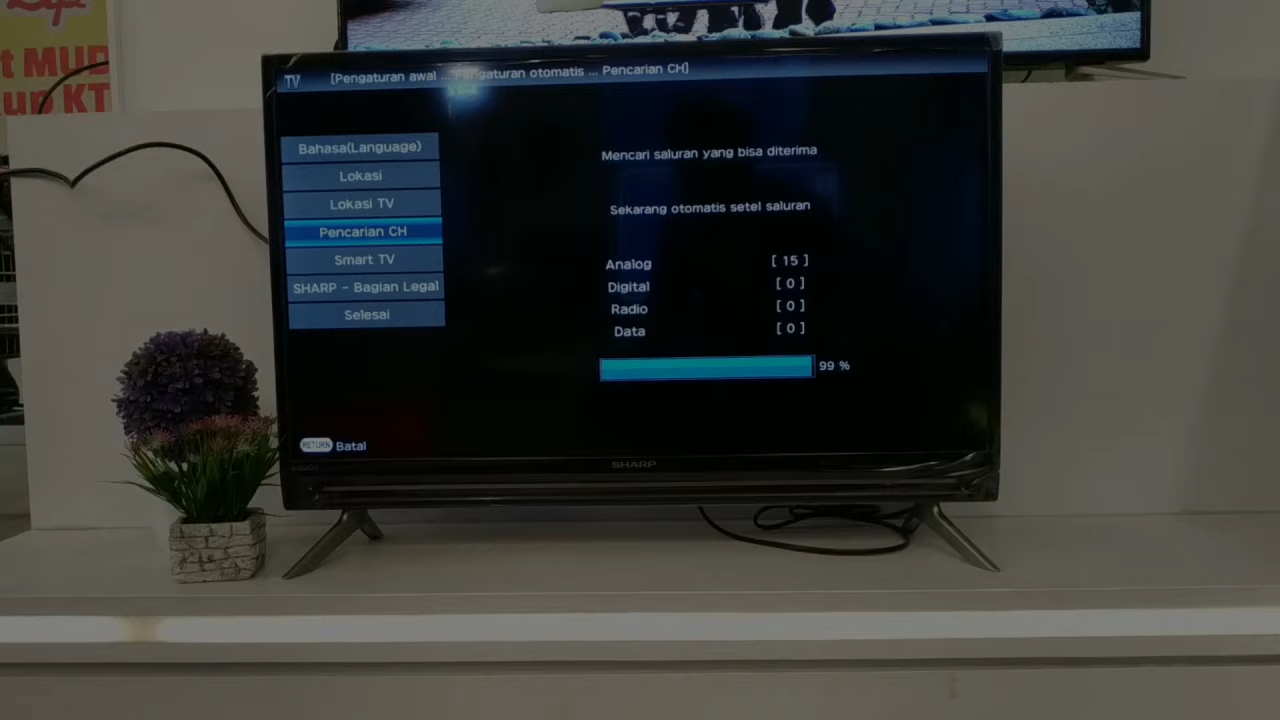 t MUD
TV [Pengaturan awal ... Pengaturan otomatis ... Pencarian CH]
Bahasa(Language)
Lokasi
Lokasi TV
Pencarian CH
Smart TV
SHARP - Bagian Legal
Selesai
Mencari saluran yang bisa diterima
Sekarang otomatis setel saluran
Analog [ 15 ]
Digital [ 0 ]
Radio [ 0 ]
Data [ 0 ]
99 %
RETURN Batal
AQUOS
SHARP